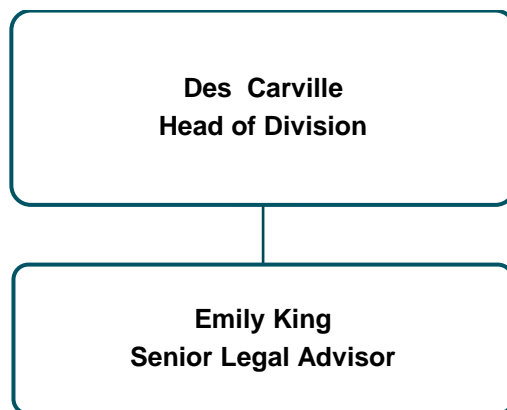 Des Carville
Head of Division
Emily King
Senior Legal Advisor